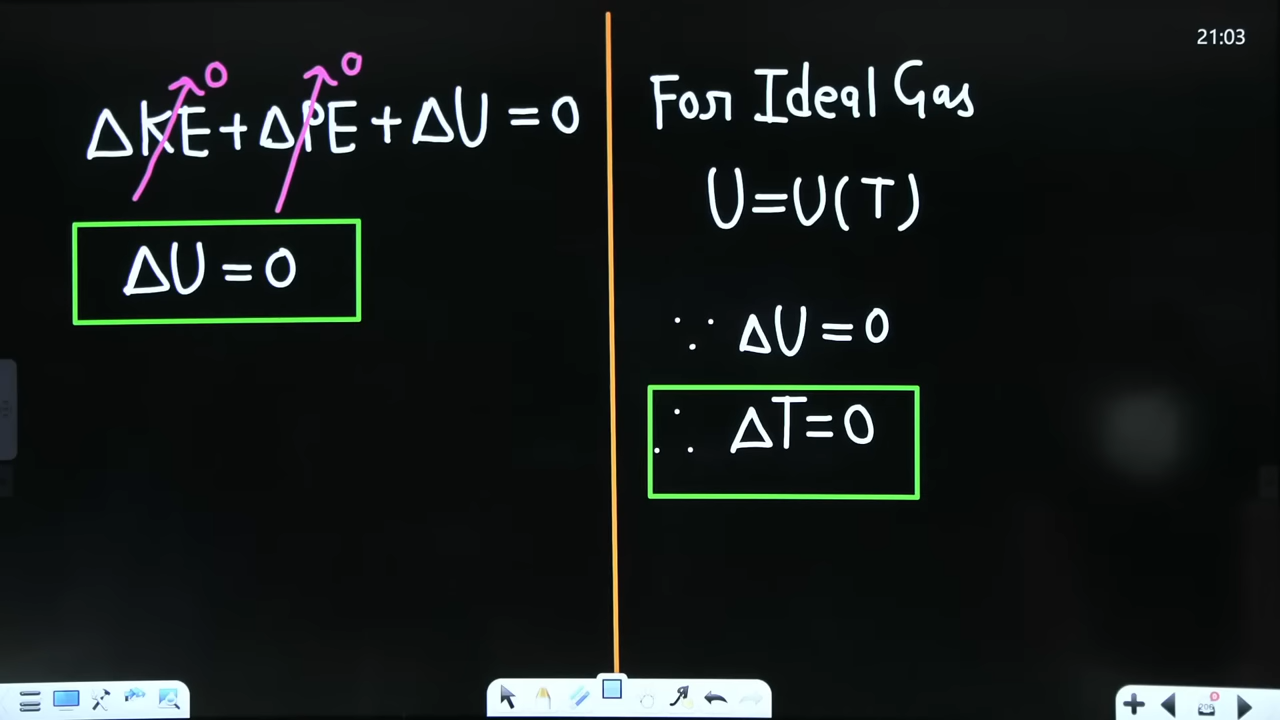 21:03
ΔKE + ΔPE + ΔU = 0
0
0
ΔU = 0
For Ideal Gas
U = U(T)
∵ ΔU = 0
∴ ΔT = 0